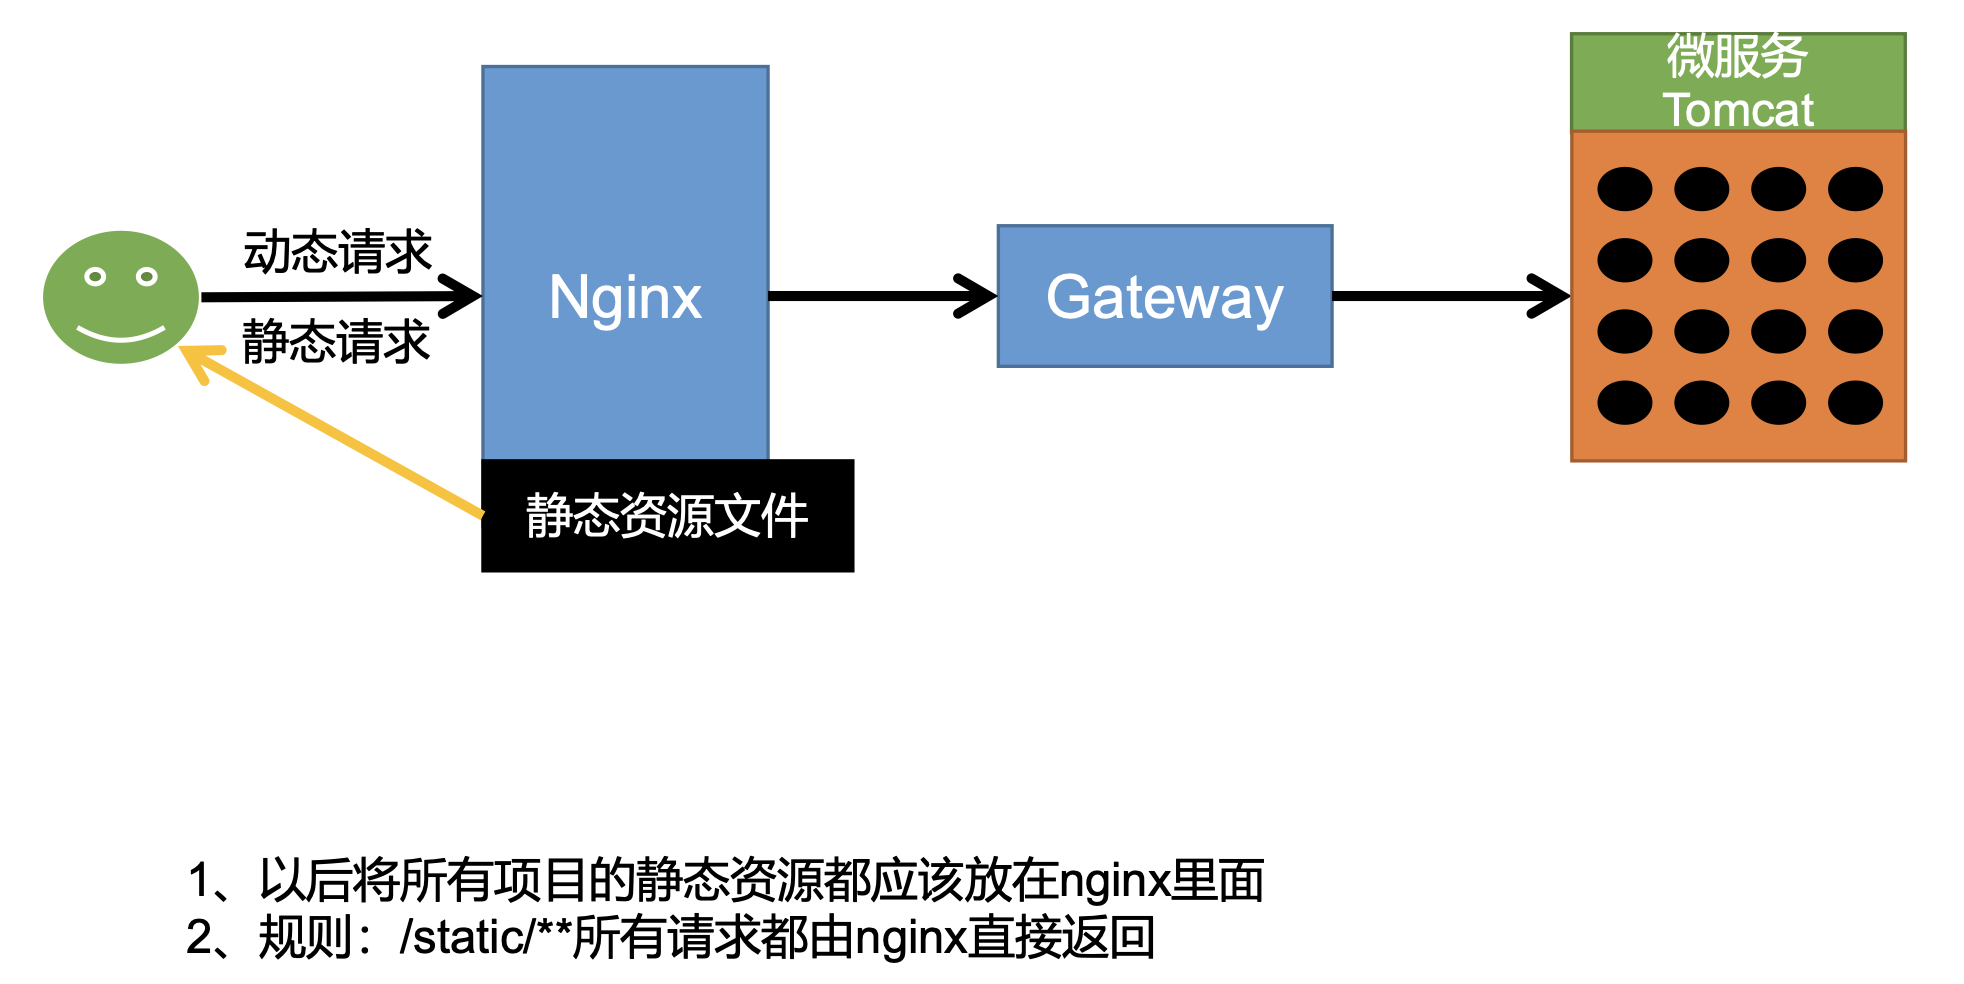 微服务
Tomcat
动态请求
静态请求
Nginx
Gateway
静态资源文件
1、以后将所有项目的静态资源都应该放在nginx里面
2、规则：/static/**所有请求都由nginx直接返回